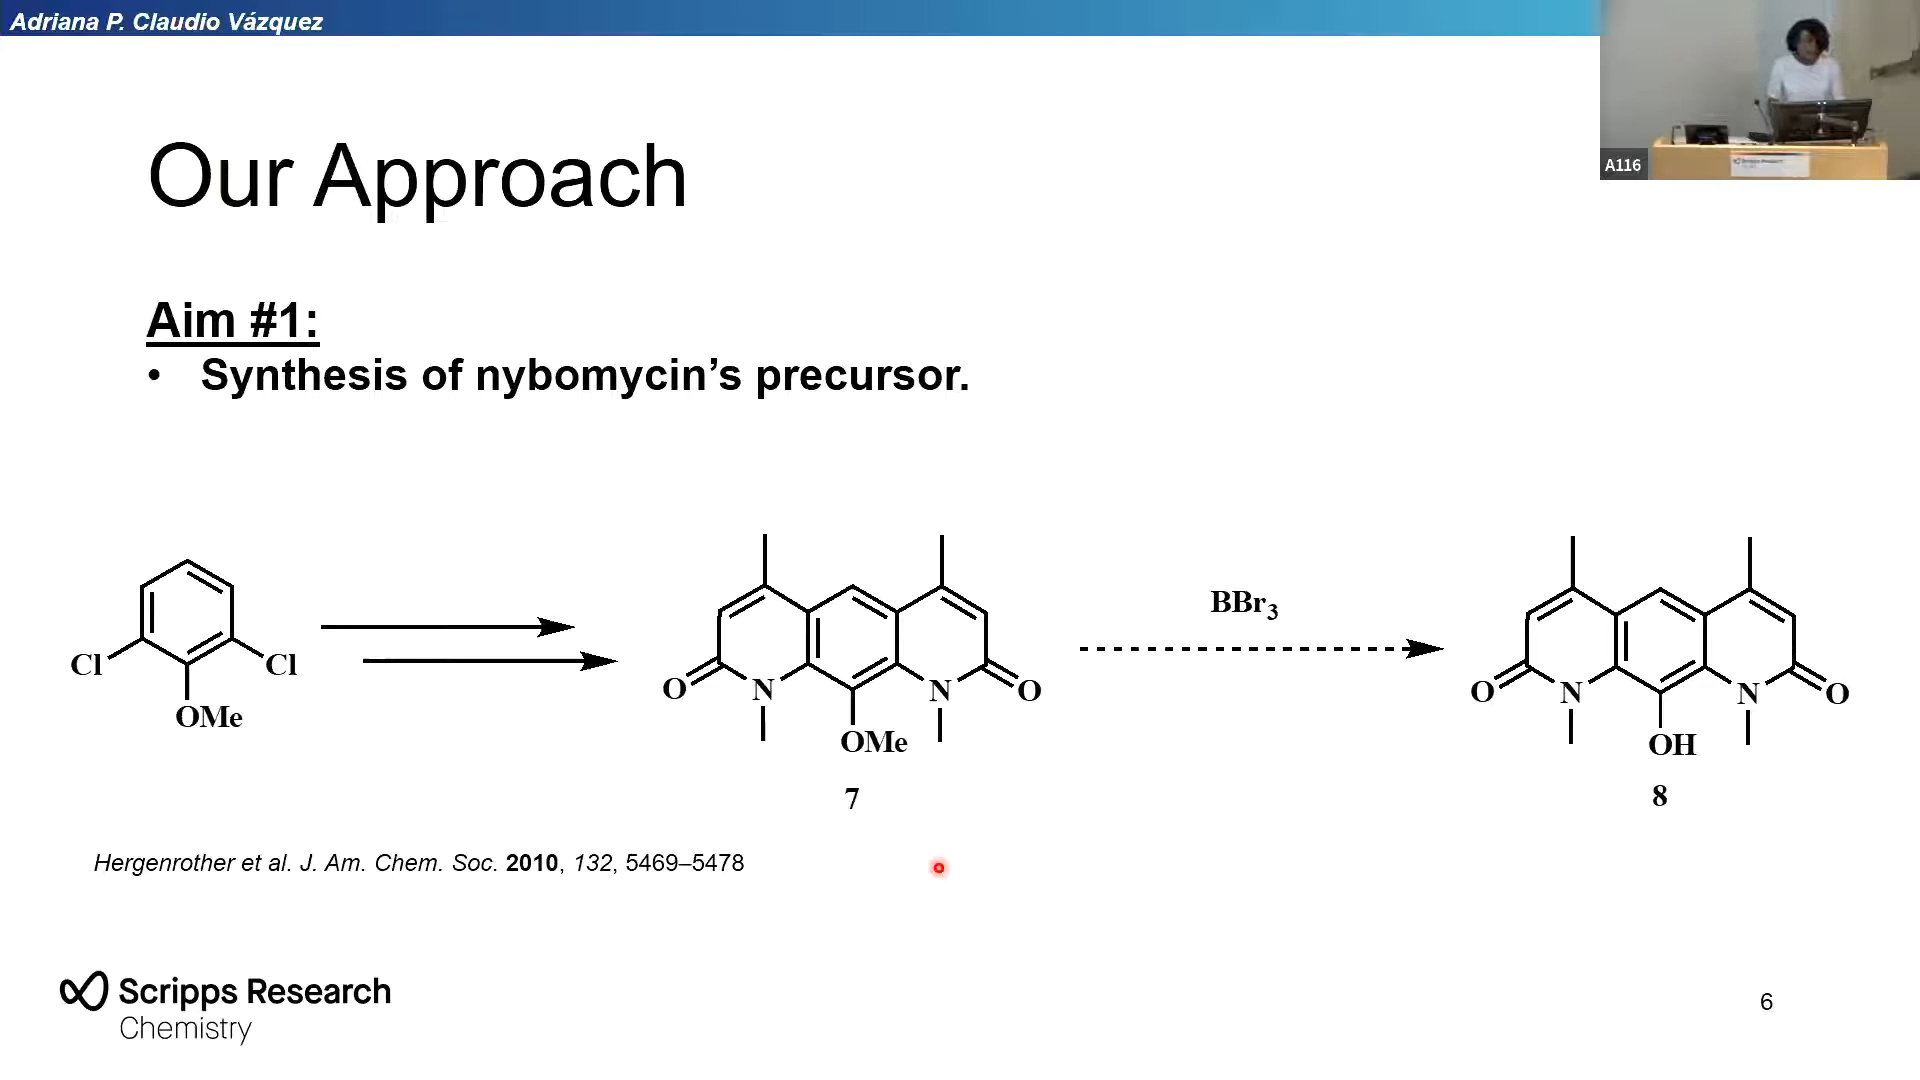 Adriana P. Claudio Vázquez
A116
Our Approach
Aim #1:
• Synthesis of nybomycin’s precursor.
Cl
Cl
OMe
O
N
N
O
OMe
7
BBr3
O
N
N
O
OH
8
Hergenrother et al. J. Am. Chem. Soc. 2010, 132, 5469–5478
Scripps Research
Chemistry
6